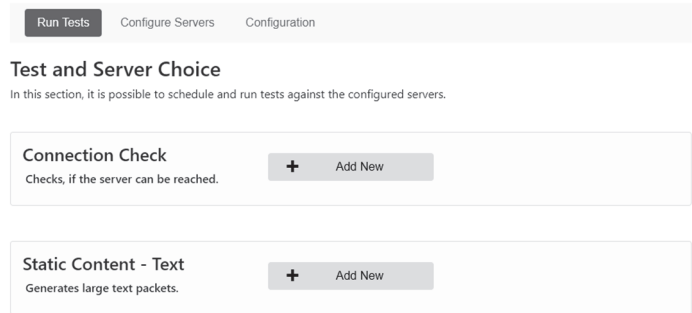 Run Tests Configure Servers Configuration
Test and Server Choice
In this section, it is possible to schedule and run tests against the configured servers.
Connection Check
Add New
Checks, if the server can be reached.
Static Content - Text
Add New
Generates large text packets.